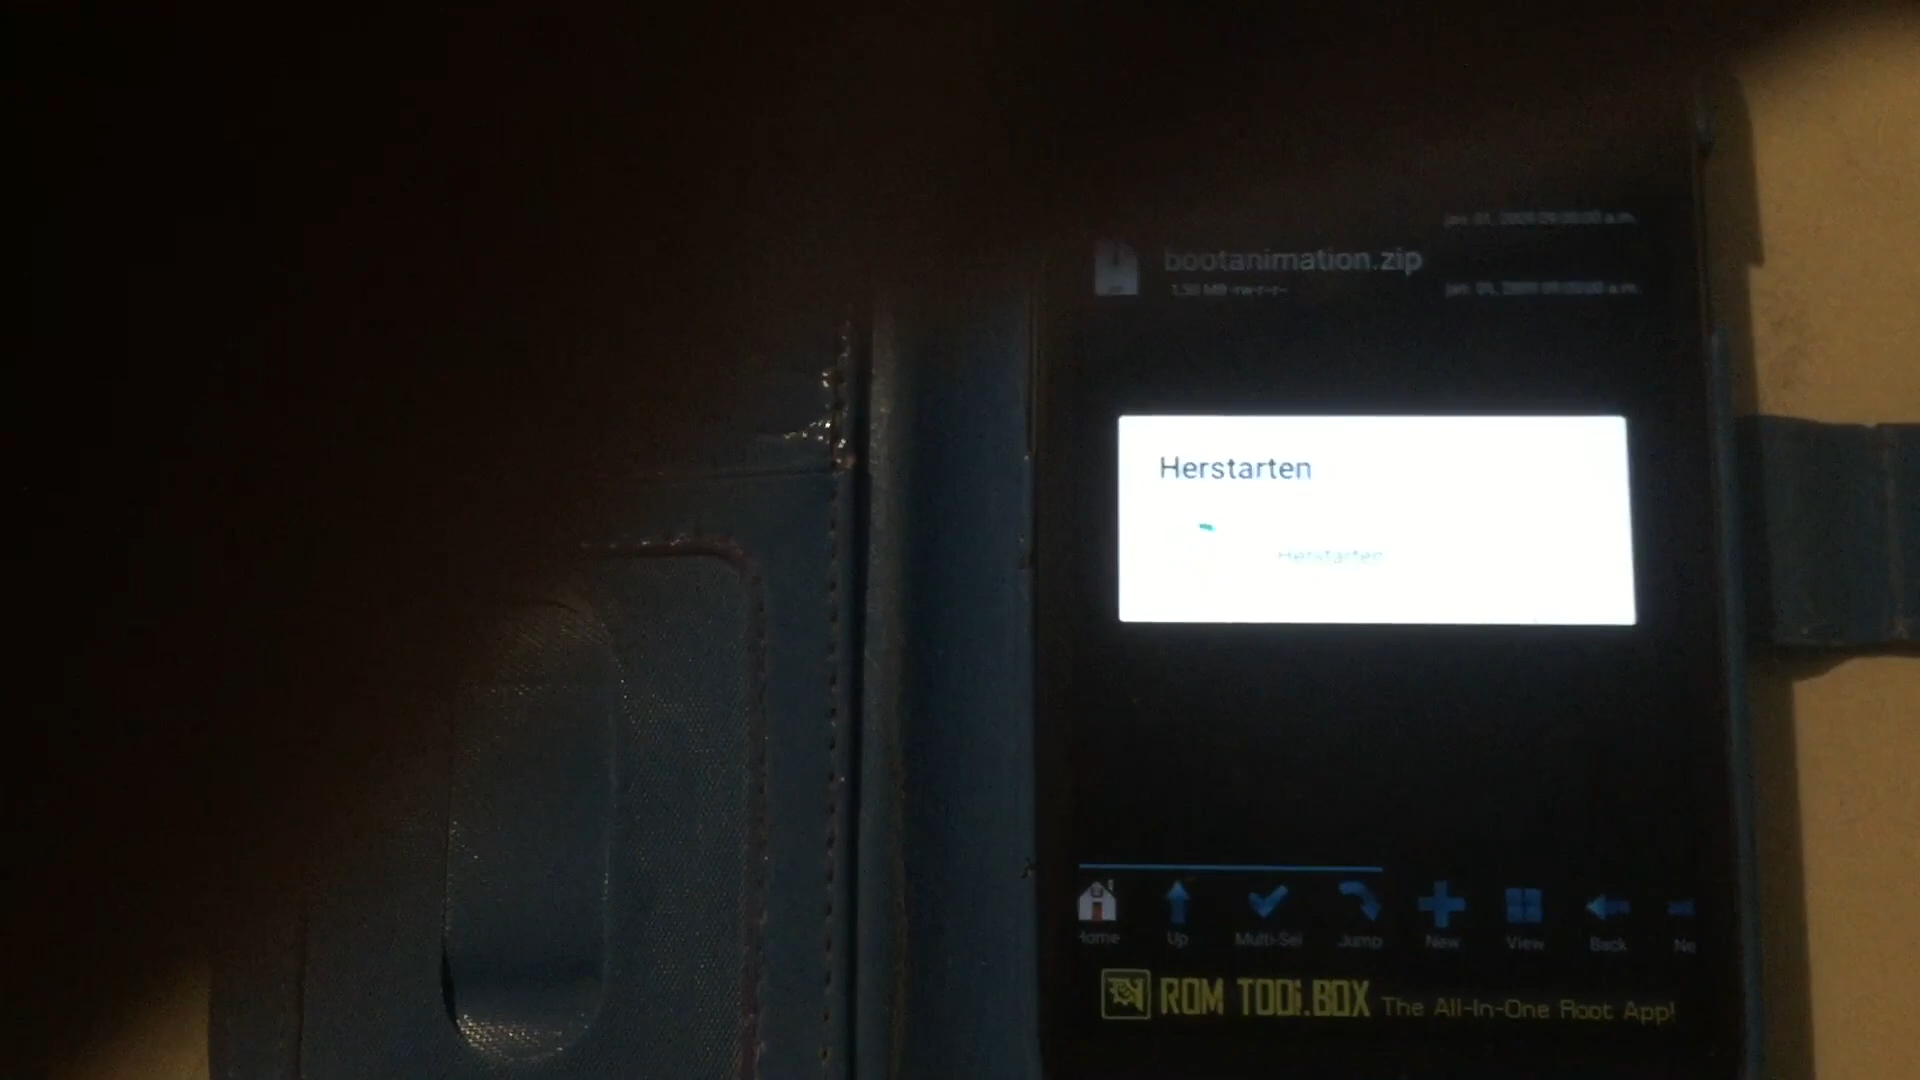 bootanimation.zip
Herstarten
Herstarten
Home Up Multi-Sel Jump New View Back Ne
ROM TOOLBOX The All-In-One Root App!